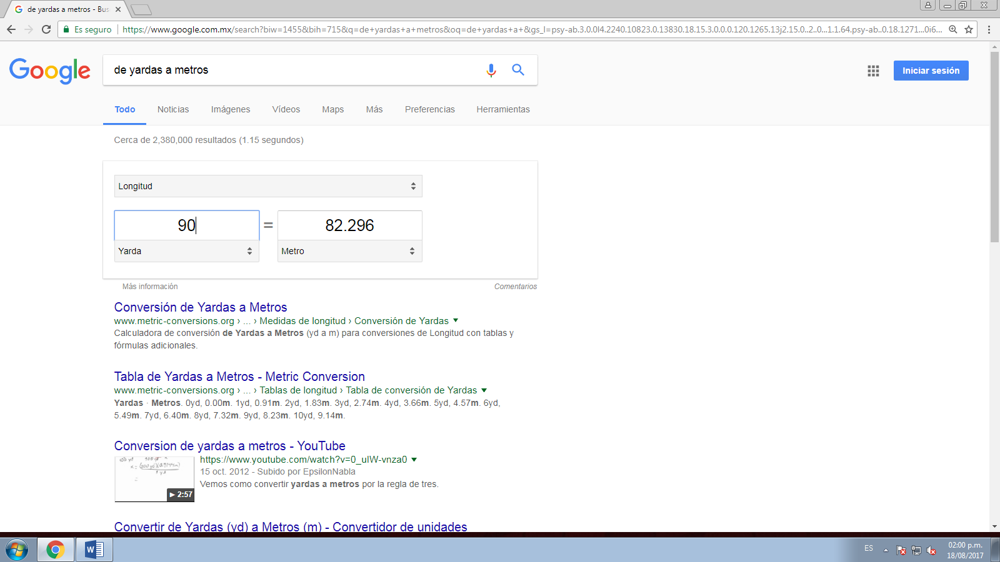 de yardas a metros - Bus
Es seguro
https://www.google.com.mx/search?biw=1455&bih=715&q=de+yardas+a+metros&oq=de+yardas+a+&gs_l=psy-ab.3.0.0l4.2240.10823.0.13830.18.15.3.0.0.0.120.1265.13j2.15.0..2..0...1.1.64.psy-ab..0.18.1271...0i6...
Google
de yardas a metros
Iniciar sesión
Todo Noticias Imágenes Vídeos Maps Más Preferencias Herramientas
Cerca de 2,380,000 resultados (1.15 segundos)
Longitud
90 = 82.296
Yarda Metro
Más información Comentarios
Conversión de Yardas a Metros
www.metric-conversions.org › ... › Medidas de longitud › Conversión de Yardas
Calculadora de conversión de Yardas a Metros (yd a m) para conversiones de Longitud con tablas y
fórmulas adicionales.
Tabla de Yardas a Metros - Metric Conversion
www.metric-conversions.org › ... › Tablas de longitud › Tabla de conversión de Yardas
Yardas · Metros. 0yd, 0.00m. 1yd, 0.91m. 2yd, 1.83m. 3yd, 2.74m. 4yd, 3.66m. 5yd, 4.57m. 6yd,
5.49m. 7yd, 6.40m. 8yd, 7.32m. 9yd, 8.23m. 10yd, 9.14m.
Conversion de yardas a metros - YouTube
https://www.youtube.com/watch?v=0_uIW-vnza0
15 oct. 2012 - Subido por EpsilonNabla
Vemos como convertir yardas a metros por la regla de tres.
2:57
Convertir de Yardas (yd) a Metros (m) - Convertidor de unidades
ES
02:00 p.m.
18/08/2017